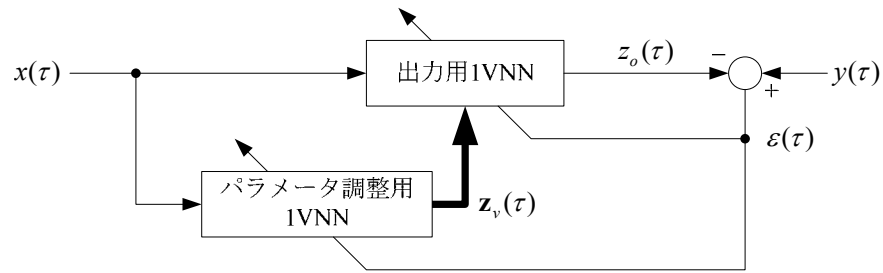 x(τ)
出力用1VNN
z_o(τ)
−
+
y(τ)
ε(τ)
パラメータ調整用
1VNN
𝐳_v(τ)